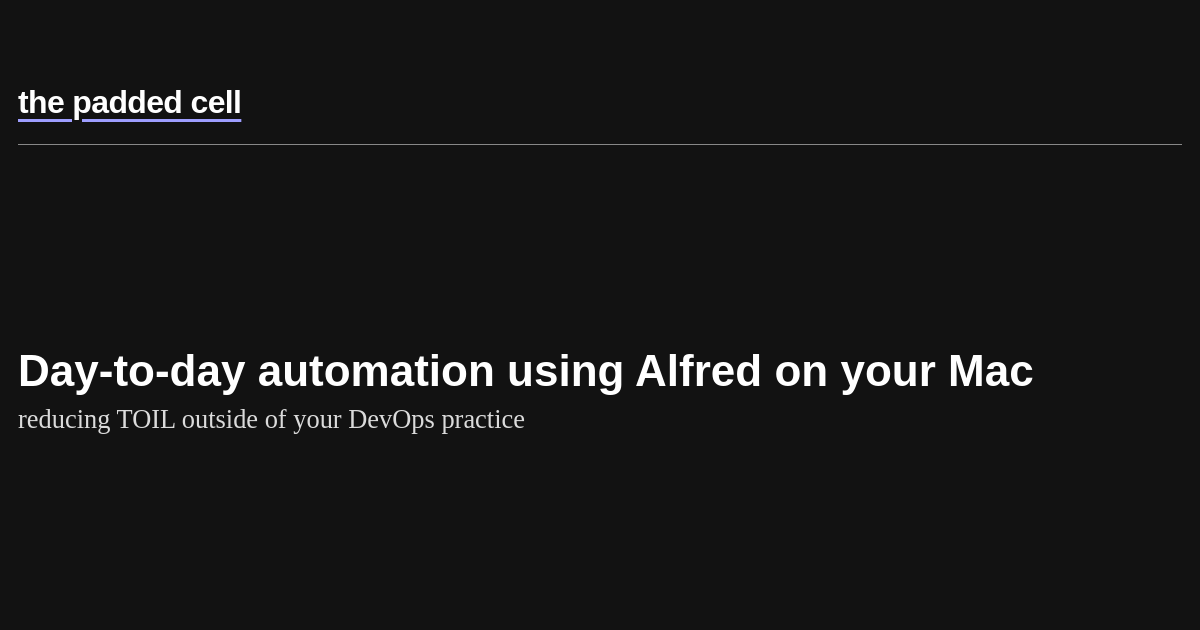 the padded cell
Day-to-day automation using Alfred on your Mac
reducing TOIL outside of your DevOps practice